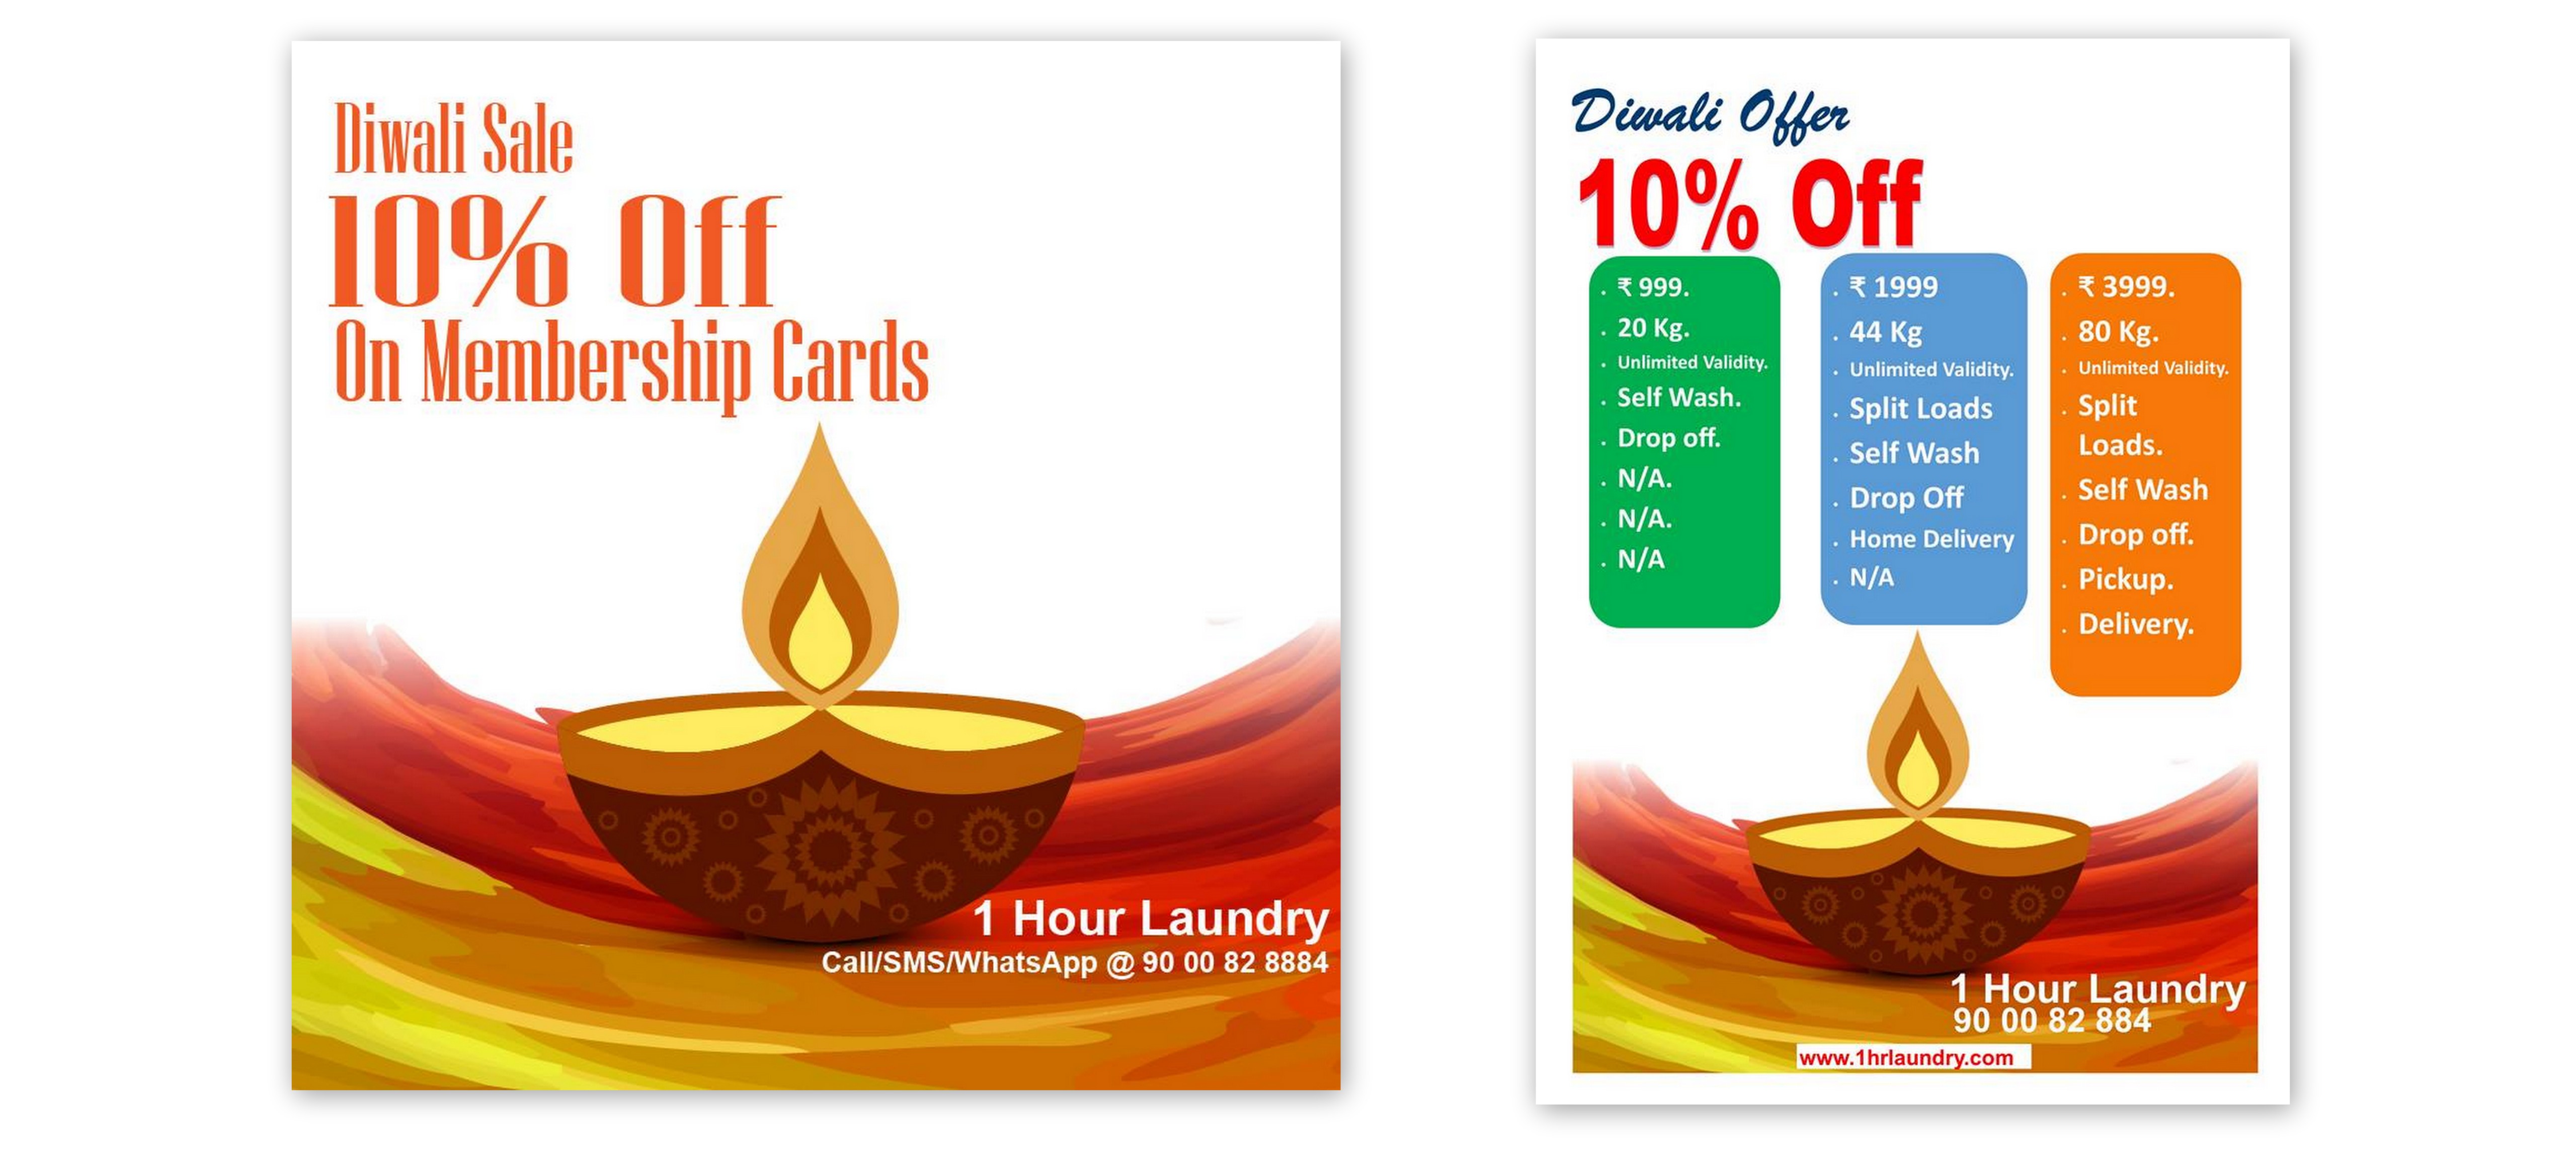 Diwali Sale
10% Off
On Membership Cards
1 Hour Laundry
Call/SMS/WhatsApp @ 90 00 82 8884
Diwali Offer
10% Off
. ₹ 999.
. 20 Kg.
. Unlimited Validity.
. Self Wash.
. Drop off.
. N/A.
. N/A.
. N/A
. ₹ 1999
. 44 Kg
. Unlimited Validity.
. Split Loads
. Self Wash
. Drop Off
. Home Delivery
. N/A
. ₹ 3999.
. 80 Kg.
. Unlimited Validity.
. Split
Loads.
. Self Wash
. Drop off.
. Pickup.
. Delivery.
1 Hour Laundry
90 00 82 884
www.1hrlaundry.com